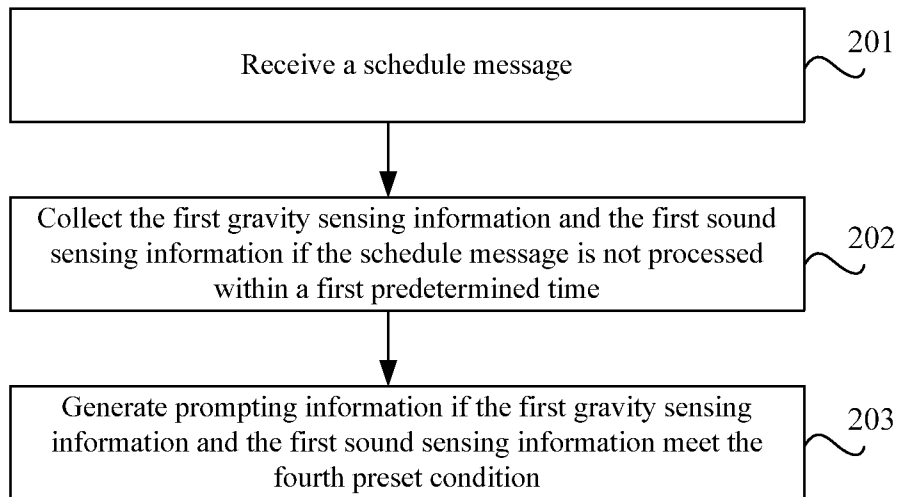 Receive a schedule message
201
Collect the first gravity sensing information and the first sound
sensing information if the schedule message is not processed
within a first predetermined time
202
Generate prompting information if the first gravity sensing
information and the first sound sensing information meet the
fourth preset condition
203